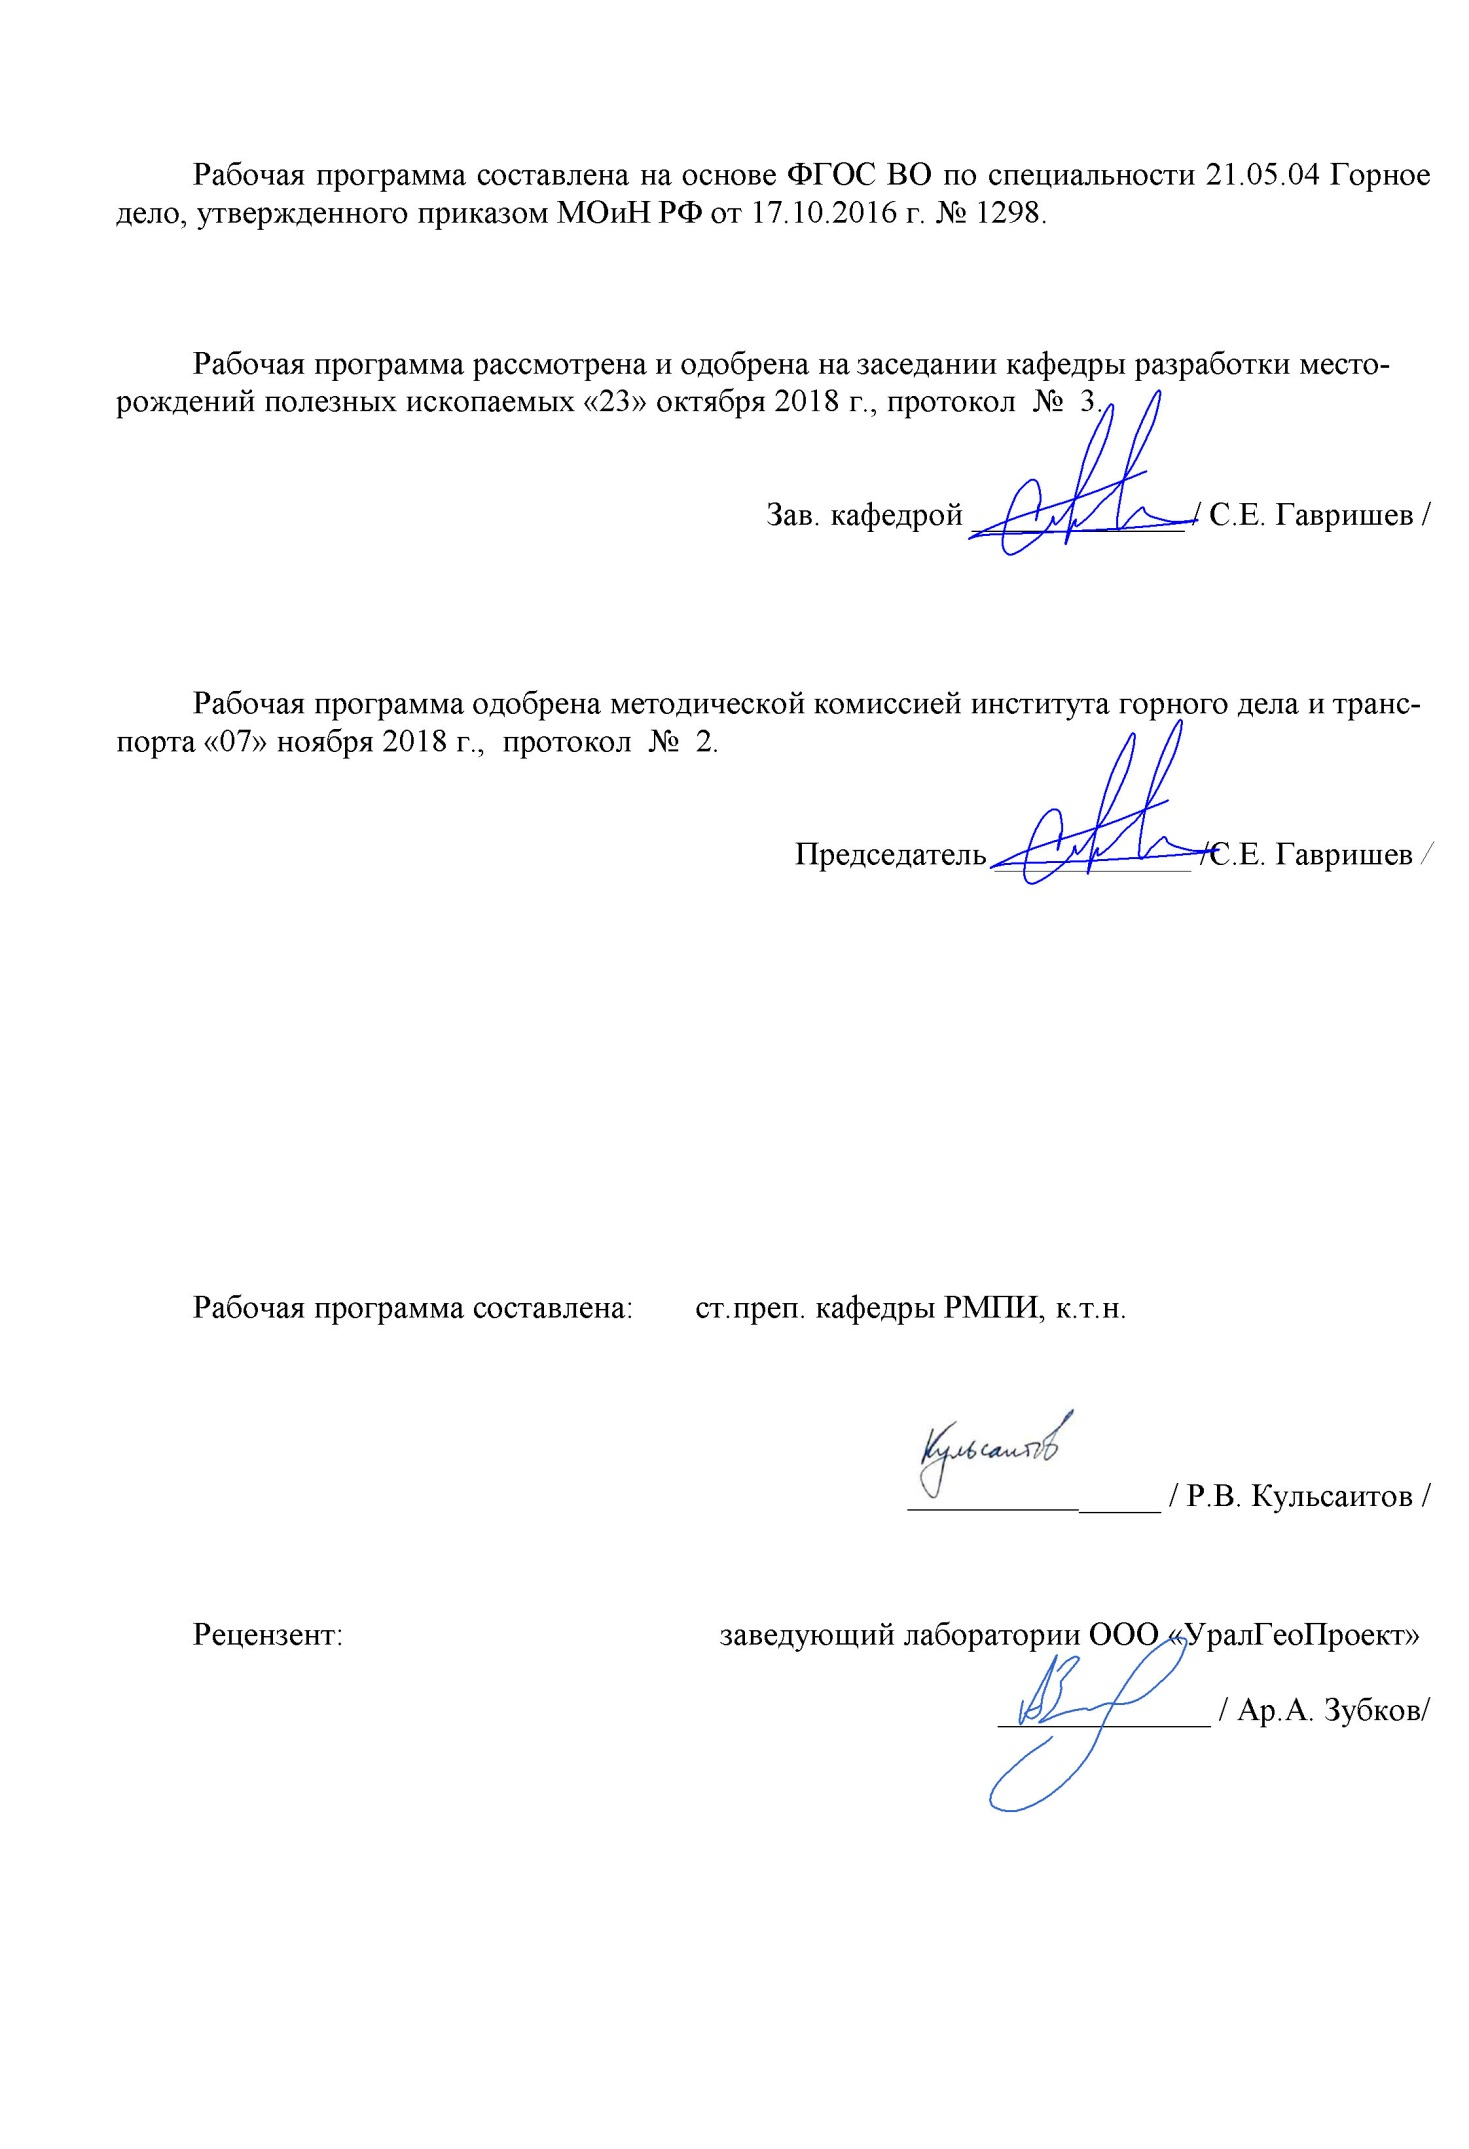 Рабочая программа составлена на основе ФГОС ВО по специальности 21.05.04 Горное
дело, утвержденного приказом МОиН РФ от 17.10.2016 г. № 1298.
Рабочая программа рассмотрена и одобрена на заседании кафедры разработки место-
рождений полезных ископаемых «23» октября 2018 г., протокол № 3.
Зав. кафедрой _____________/ С.Е. Гавришев /
Рабочая программа одобрена методической комиссией института горного дела и транс-
порта «07» ноября 2018 г., протокол № 2.
Председатель ____________ /С.Е. Гавришев /
Рабочая программа составлена: ст.преп. кафедры РМПИ, к.т.н.
Кульсаитов
_______________ / Р.В. Кульсаитов /
Рецензент: заведующий лаборатории ООО «УралГеоПроект»
_____________ / Ар.А. Зубков/